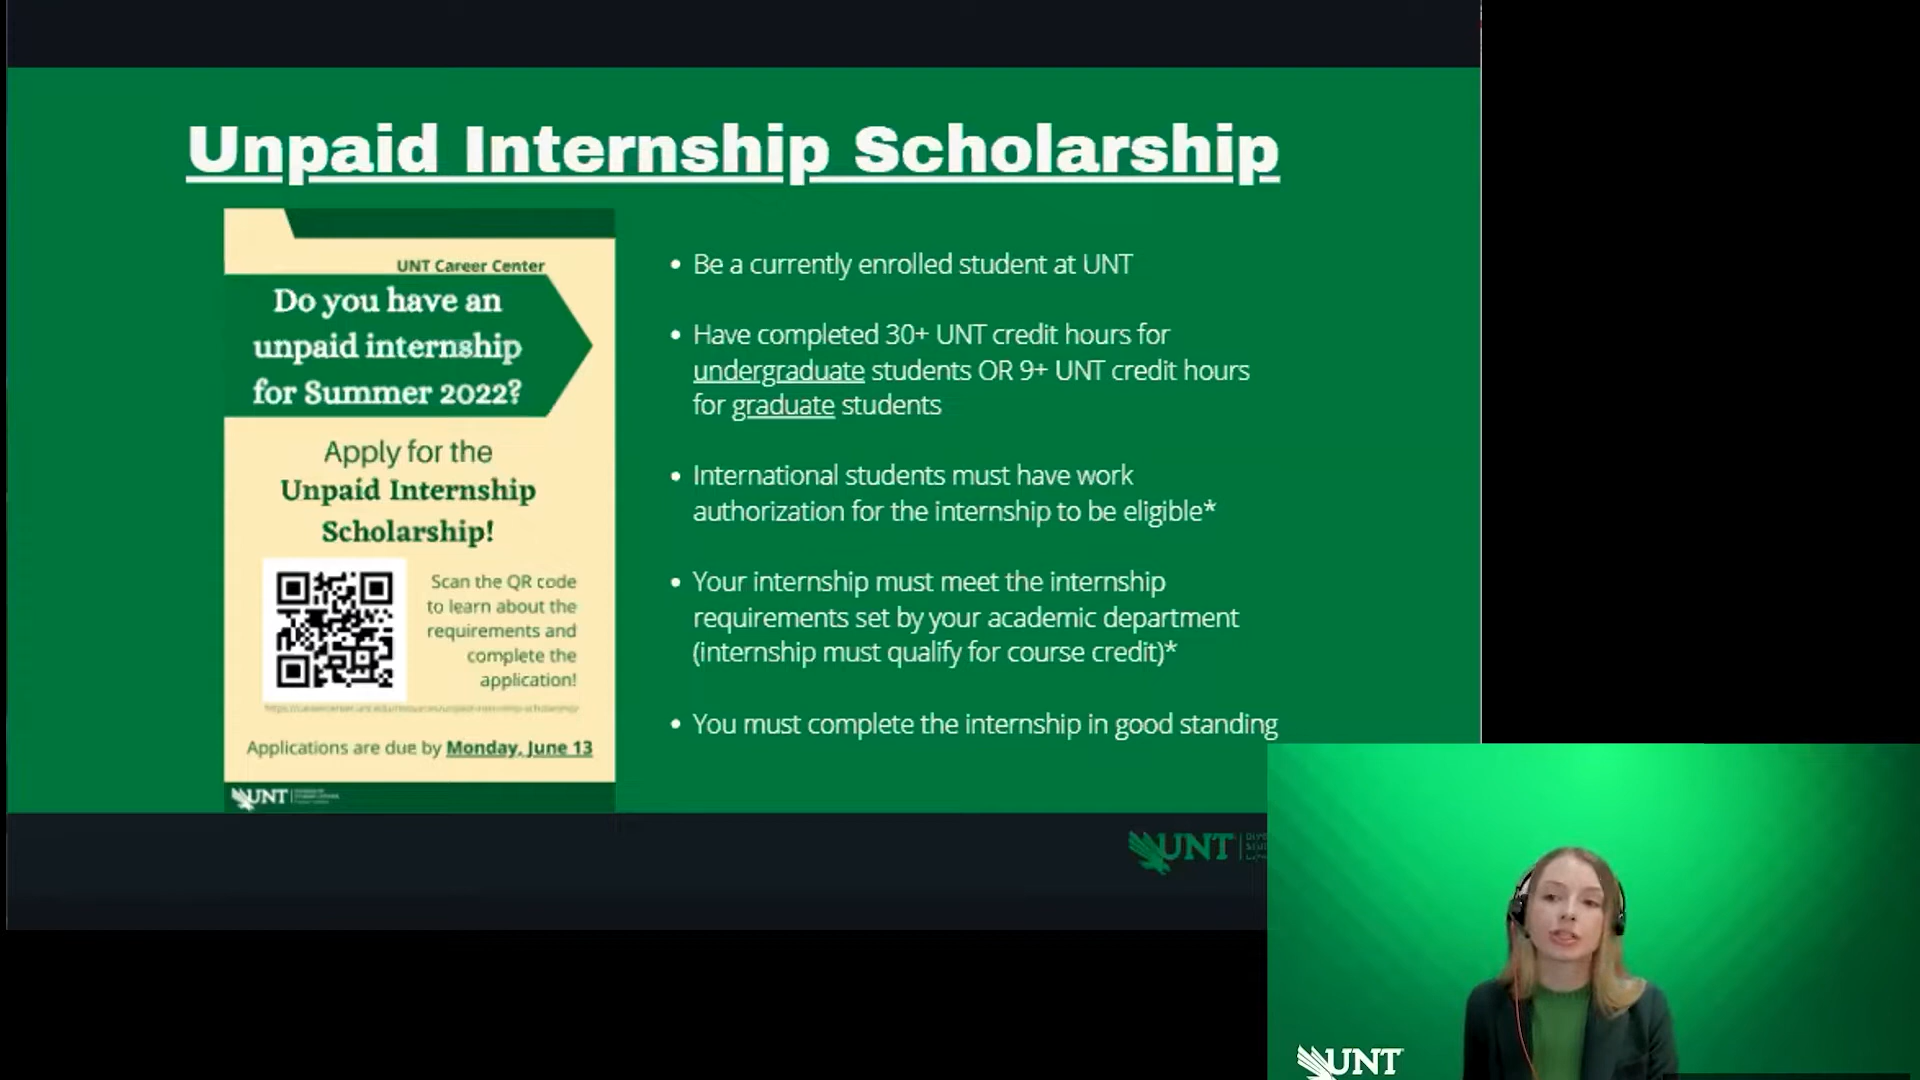 Unpaid Internship Scholarship
UNT Career Center
Do you have an
unpaid internship
for Summer 2022?
Apply for the
Unpaid Internship
Scholarship!
Scan the QR code
to learn about the
requirements and
complete the
application!
Applications are due by Monday, June 13
UNT
• Be a currently enrolled student at UNT
• Have completed 30+ UNT credit hours for
undergraduate students OR 9+ UNT credit hours
for graduate students
• International students must have work
authorization for the internship to be eligible*
• Your internship must meet the internship
requirements set by your academic department
(internship must qualify for course credit)*
• You must complete the internship in good standing
UNT
UNT